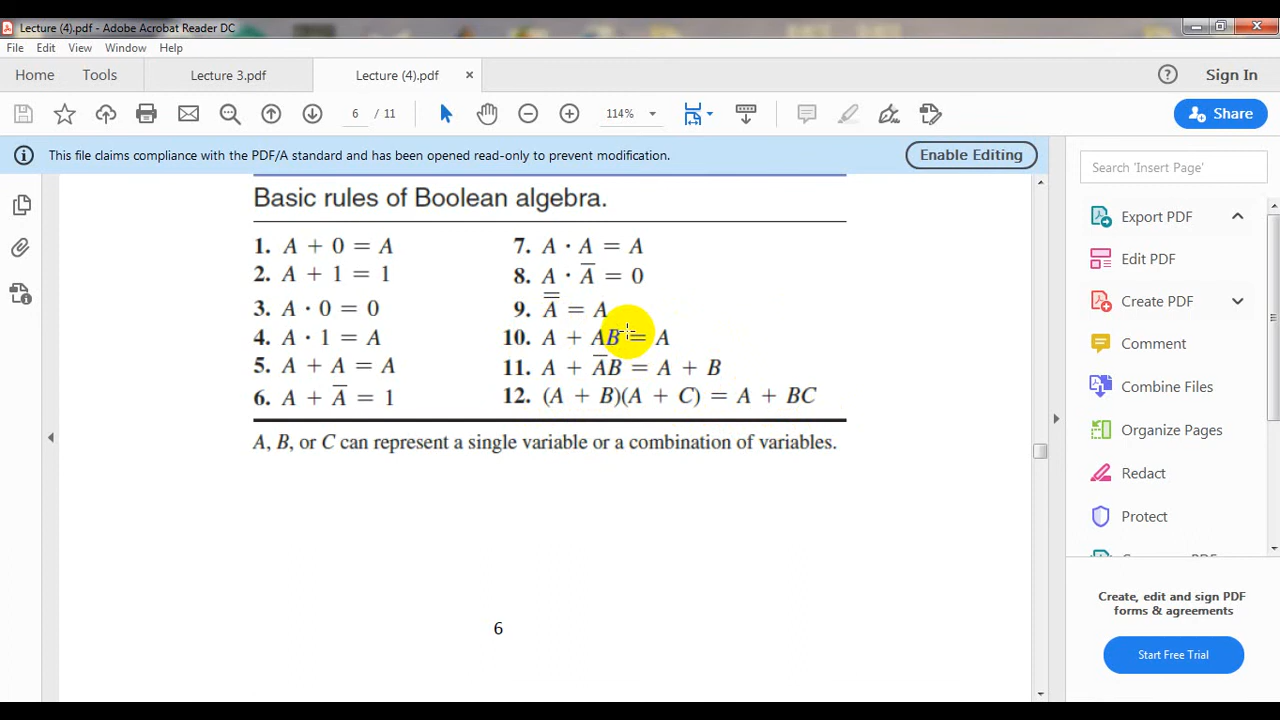 Lecture (4).pdf - Adobe Acrobat Reader DC
File Edit View Window Help
Home Tools Lecture 3.pdf Lecture (4).pdf × Sign In
6 / 11 114% Share
This file claims compliance with the PDF/A standard and has been opened read-only to prevent modification. Enable Editing
Basic rules of Boolean algebra.
1. A + 0 = A
2. A + 1 = 1
3. A · 0 = 0
4. A · 1 = A
5. A + A = A
6. A + A̅ = 1
7. A · A = A
8. A · A̅ = 0
9. A̿ = A
10. A + AB = A
11. A + A̅B = A + B
12. (A + B)(A + C) = A + BC
A, B, or C can represent a single variable or a combination of variables.
6
Search 'Insert Page'
Export PDF
Edit PDF
Create PDF
Comment
Combine Files
Organize Pages
Redact
Protect
Create, edit and sign PDF
forms & agreements
Start Free Trial